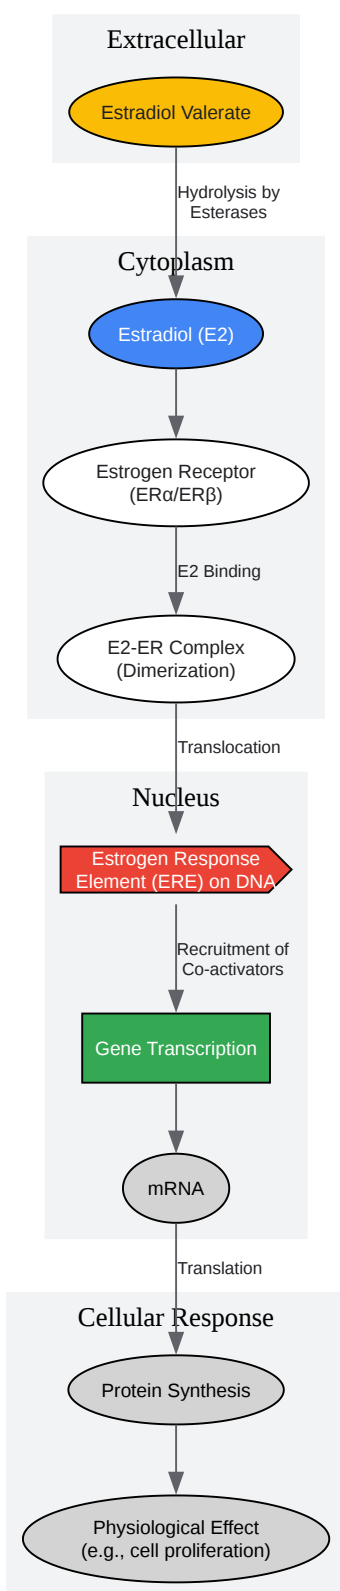 Extracellular
Estradiol Valerate
Hydrolysis by
Esterases
Cytoplasm
Estradiol (E2)
Estrogen Receptor
(ERα/ERβ)
E2 Binding
E2-ER Complex
(Dimerization)
Translocation
Nucleus
Estrogen Response
Element (ERE) on DNA
Recruitment of
Co-activators
Gene Transcription
mRNA
Translation
Cellular Response
Protein Synthesis
Physiological Effect
(e.g., cell proliferation)